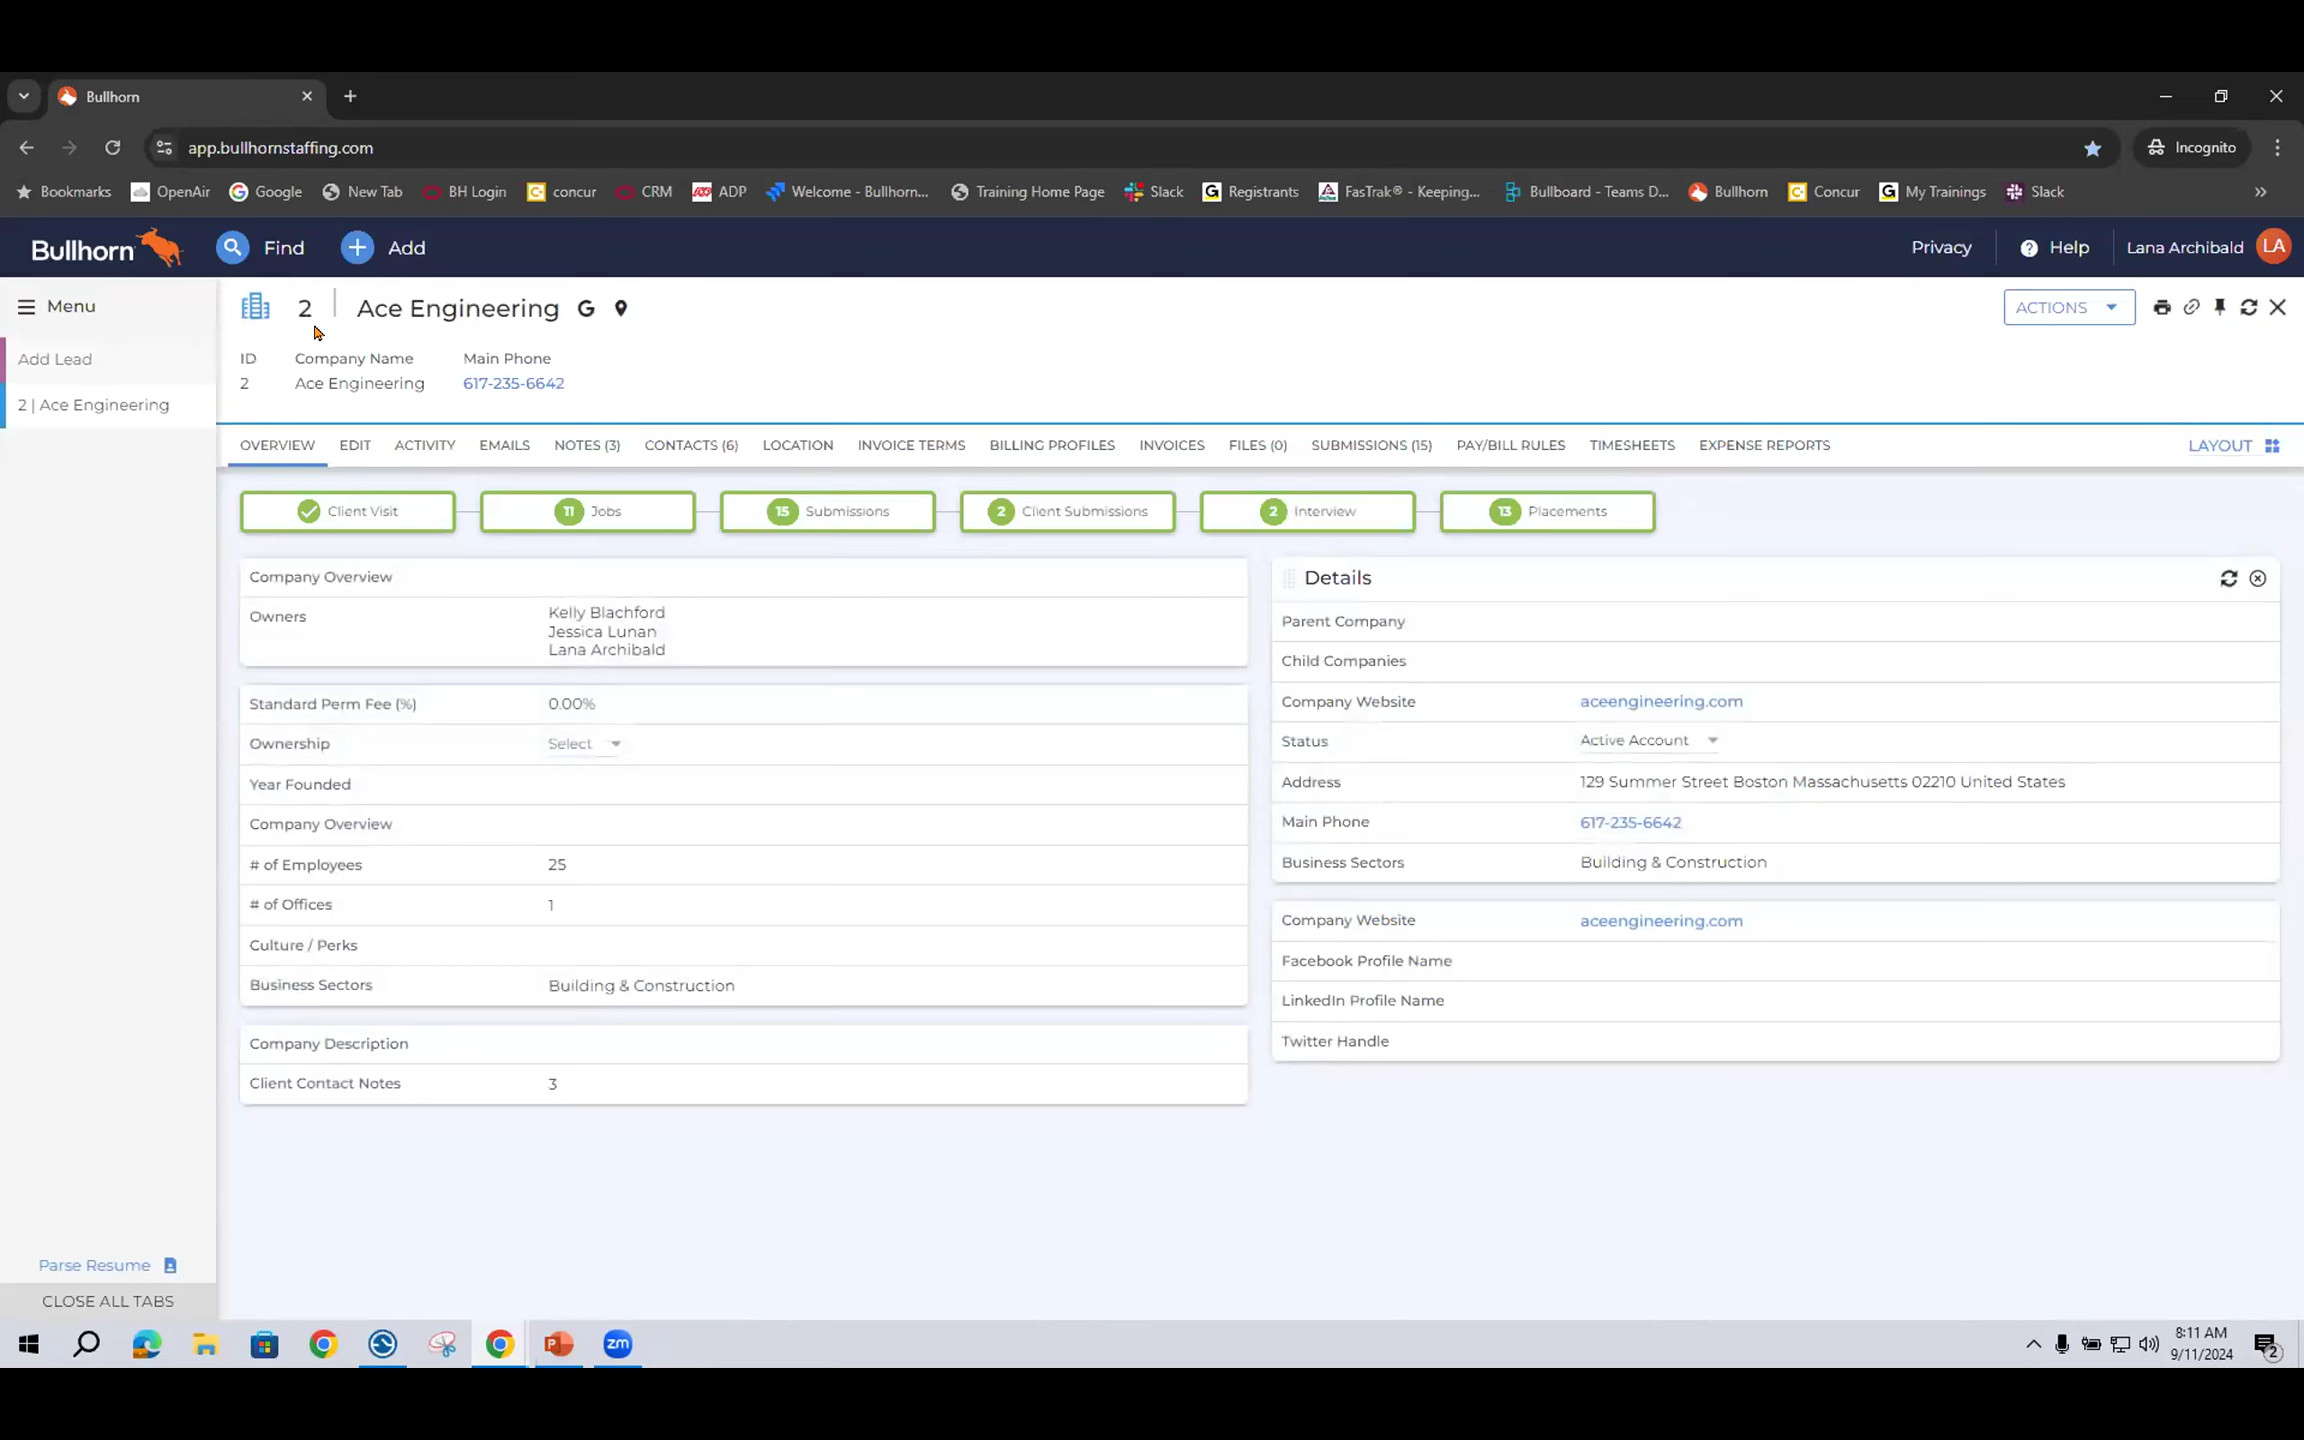 Bullhorn
app.bullhornstaffing.com
Incognito
Bookmarks OpenAir Google New Tab BH Login concur CRM ADP Welcome - Bullhorn... Training Home Page Slack Registrants FasTrak® - Keeping,... Bullboard - Teams D... Bullhorn Concur My Trainings Slack
Bullhorn Find Add Privacy Help Lana Archibald LA
Menu
2 Ace Engineering
ACTIONS
Add Lead
2 | Ace Engineering
ID Company Name Main Phone
2 Ace Engineering 617-235-6642
OVERVIEW EDIT ACTIVITY EMAILS NOTES (3) CONTACTS (6) LOCATION INVOICE TERMS BILLING PROFILES INVOICES FILES (0) SUBMISSIONS (15) PAY/BILL RULES TIMESHEETS EXPENSE REPORTS LAYOUT
Client Visit 11 Jobs 15 Submissions 2 Client Submissions 2 Interview 13 Placements
Company Overview
Owners
Kelly Blachford
Jessica Lunan
Lana Archibald
Standard Perm Fee (%) 0.00%
Ownership Select
Year Founded
Company Overview
# of Employees 25
# of Offices 1
Culture / Perks
Business Sectors Building & Construction
Company Description
Client Contact Notes 3
Details
Parent Company
Child Companies
Company Website aceengineering.com
Status Active Account
Address 129 Summer Street Boston Massachusetts 02210 United States
Main Phone 617-235-6642
Business Sectors Building & Construction
Company Website aceengineering.com
Facebook Profile Name
LinkedIn Profile Name
Twitter Handle
Parse Resume
CLOSE ALL TABS
zm
8:11 AM
9/11/2024
2